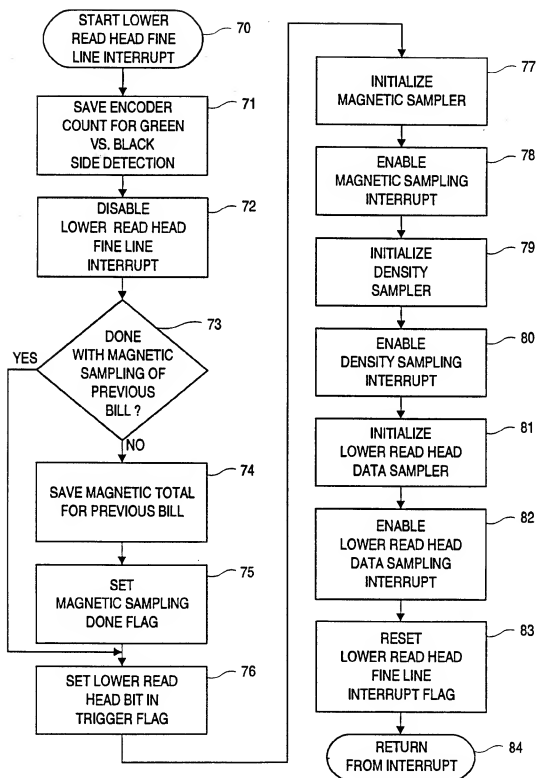 START LOWER
READ HEAD FINE
LINE INTERRUPT
70
SAVE ENCODER
COUNT FOR GREEN
VS. BLACK
SIDE DETECTION
71
DISABLE
LOWER READ HEAD
FINE LINE
INTERRUPT
72
DONE
WITH MAGNETIC
SAMPLING OF
PREVIOUS
BILL ?
73
YES
NO
SAVE MAGNETIC TOTAL
FOR PREVIOUS BILL
74
SET
MAGNETIC SAMPLING
DONE FLAG
75
SET LOWER READ
HEAD BIT IN
TRIGGER FLAG
76
INITIALIZE
MAGNETIC SAMPLER
77
ENABLE
MAGNETIC SAMPLING
INTERRUPT
78
INITIALIZE
DENSITY
SAMPLER
79
ENABLE
DENSITY SAMPLING
INTERRUPT
80
INITIALIZE
LOWER READ HEAD
DATA SAMPLER
81
ENABLE
LOWER READ HEAD
DATA SAMPLING
INTERRUPT
82
RESET
LOWER READ HEAD
FINE LINE
INTERRUPT FLAG
83
RETURN
FROM INTERRUPT
84